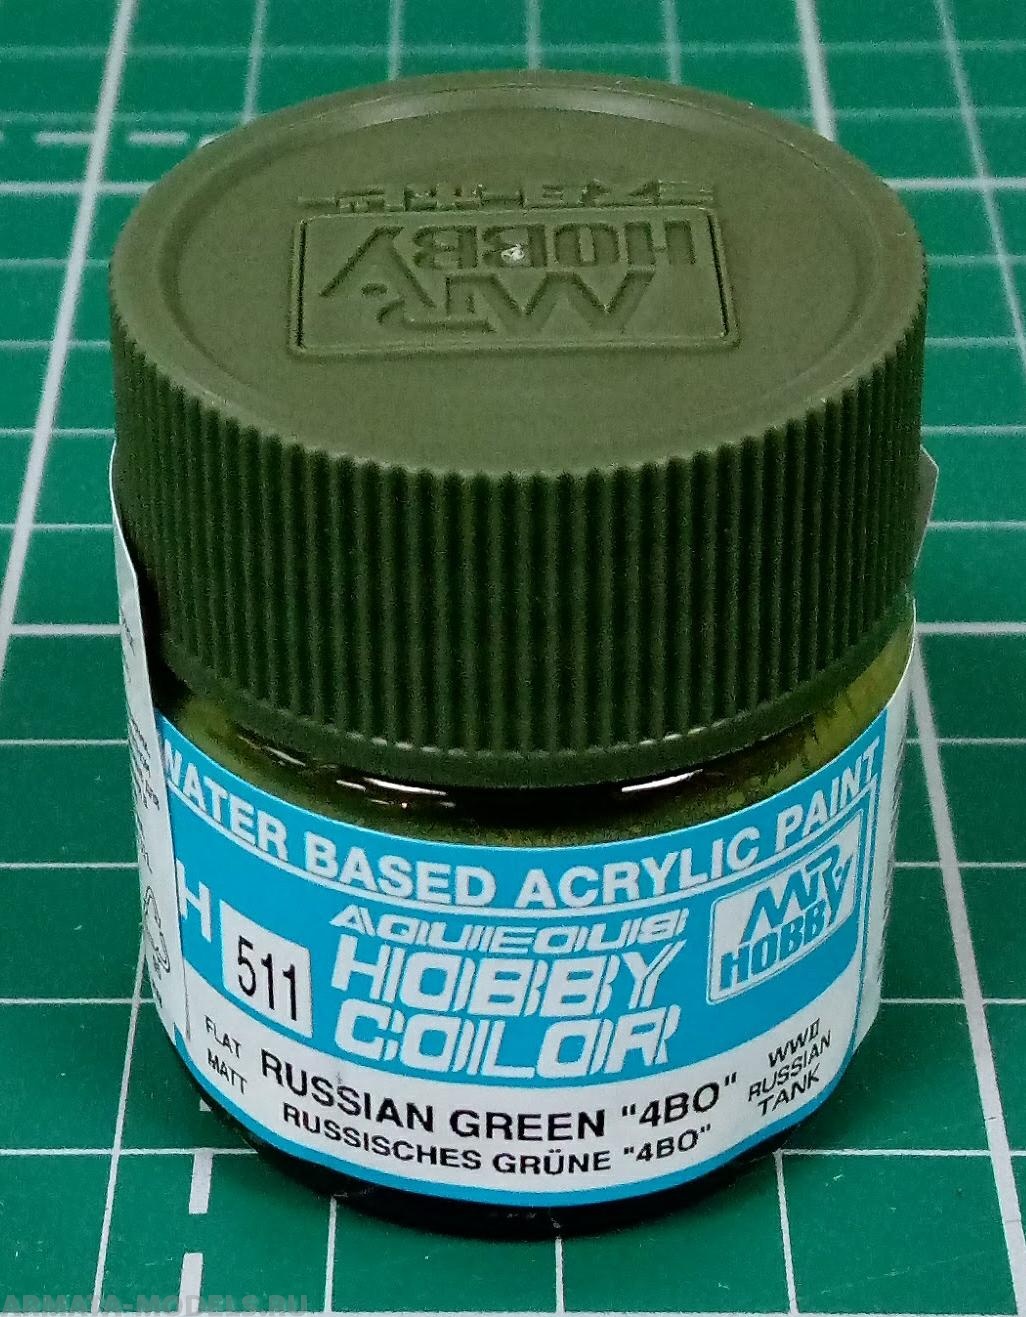 MR.
HOBBY
WATER BASED ACRYLIC PAINT
H
511
AQUEOUS
HOBBY
COLOR
MR.
HOBBY
FLAT
MATT
RUSSIAN GREEN "4BO"
RUSSISCHES GRÜNE "4BO"
WWII
RUSSIAN
TANK
ARMADA-MODELS.RU